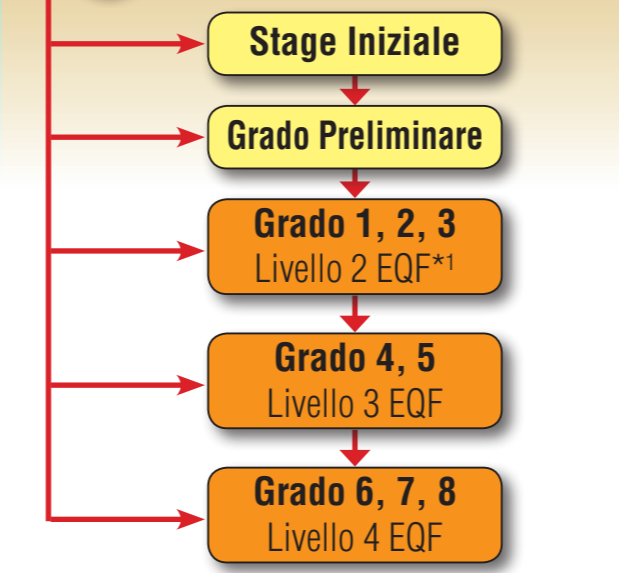 Stage Iniziale
Grado Preliminare
Grado 1, 2, 3
Livello 2 EQF*1
Grado 4, 5
Livello 3 EQF
Grado 6, 7, 8
Livello 4 EQF